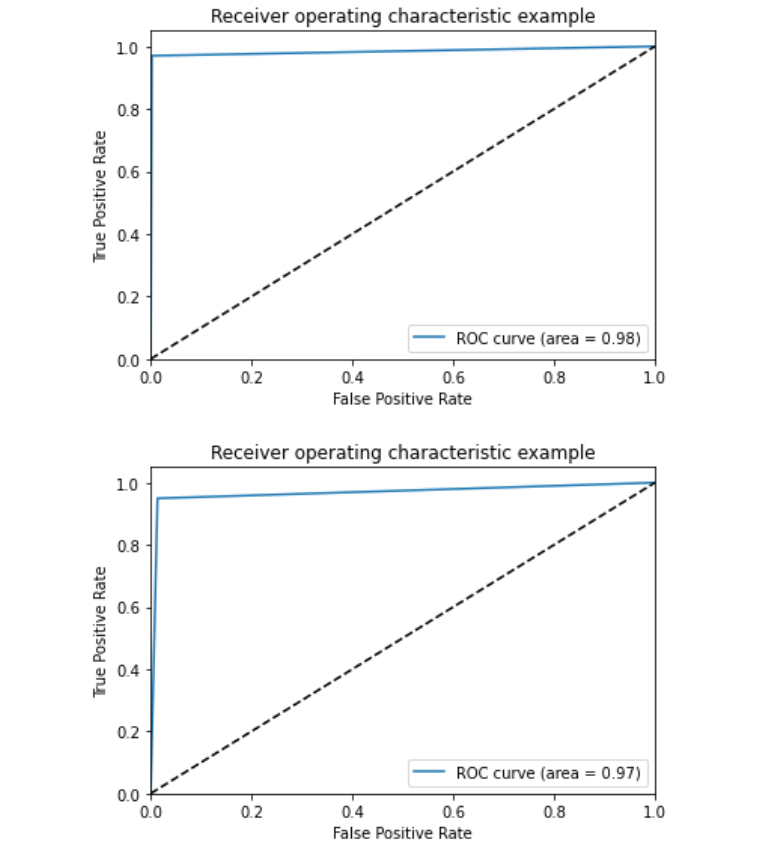 Receiver operating characteristic example
1.0
0.8
0.6
0.4
0.2
0.0
True Positive Rate
ROC curve (area = 0.98)
0.0 0.2 0.4 0.6 0.8 1.0
False Positive Rate
Receiver operating characteristic example
1.0
0.8
0.6
0.4
0.2
0.0
True Positive Rate
ROC curve (area = 0.97)
0.0 0.2 0.4 0.6 0.8 1.0
False Positive Rate